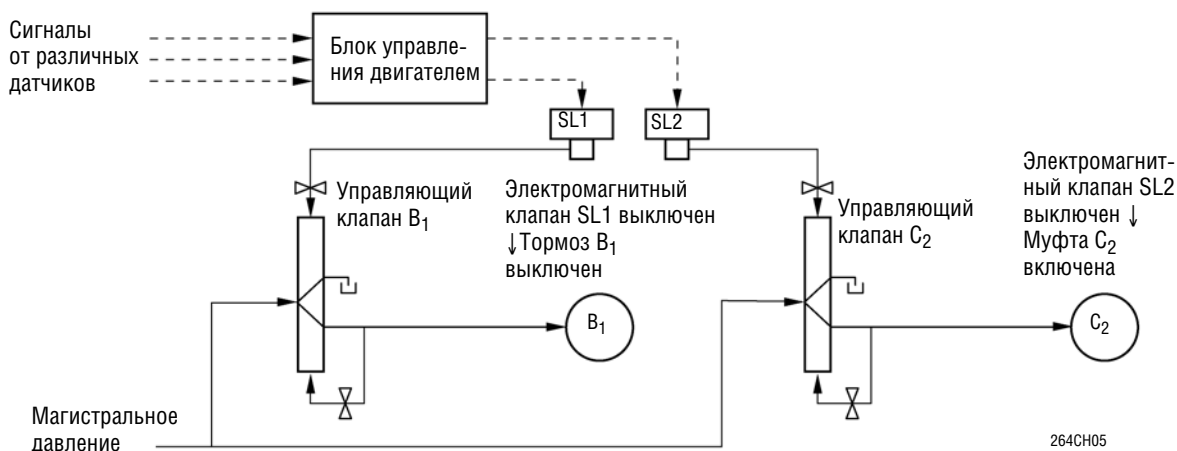 Сигналы
от различных
датчиков
Блок управле-
ния двигателем
SL1
SL2
Управляющий
клапан B₁
Электромагнитный
клапан SL1 выключен
↓Тормоз B₁
выключен
Управляющий
клапан C₂
Электромагнит-
ный клапан SL2
выключен ↓
Муфта C₂
включена
B₁
C₂
Магистральное
давление
264CH05